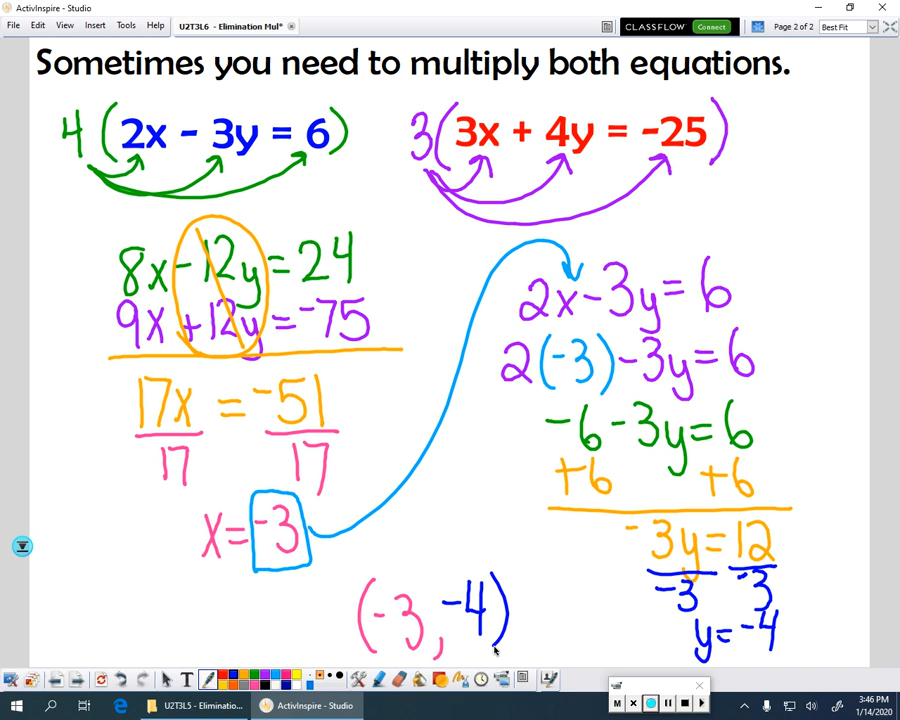 ActivInspire - Studio
File Edit View Insert Tools Help
U2T3L6 - Elimination Mul*
CLASSFLOW Connect
Page 2 of 2
Best Fit
Sometimes you need to multiply both equations.
4(2x - 3y = 6)
3(3x + 4y = -25)
8x - 12y = 24
9x + 12y = -75
17x = -51
17 17
x = -3
2x - 3y = 6
2(-3) - 3y = 6
-6 - 3y = 6
+6 +6
-3y = 12
-3 -3
y = -4
(-3, -4)
M
U2T3L5 - Eliminatio...
ActivInspire - Studio
3:46 PM
1/14/2020